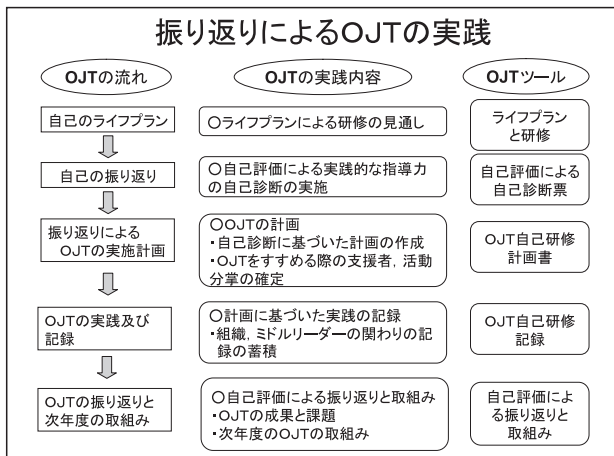 振り返りによるOJTの実践
OJTの流れ
OJTの実践内容
OJTツール
自己のライフプラン
○ライフプランによる研修の見通し
ライフプラン
と研修
自己の振り返り
○自己評価による実践的な指導力
の自己診断の実施
自己評価による
自己診断票
振り返りによる
OJTの実施計画
○OJTの計画
・自己診断に基づいた計画の作成
・OJTをすすめる際の支援者,活動
分掌の確定
OJT自己研修
計画書
OJTの実践及び
記録
○計画に基づいた実践の記録
・組織,ミドルリーダーの関わりの記
録の蓄積
OJT自己研修
記録
OJTの振り返りと
次年度の取組み
○自己評価による振り返りと取組み
・OJTの成果と課題
・次年度のOJTの取組み
自己評価によ
る振り返りと
取組み